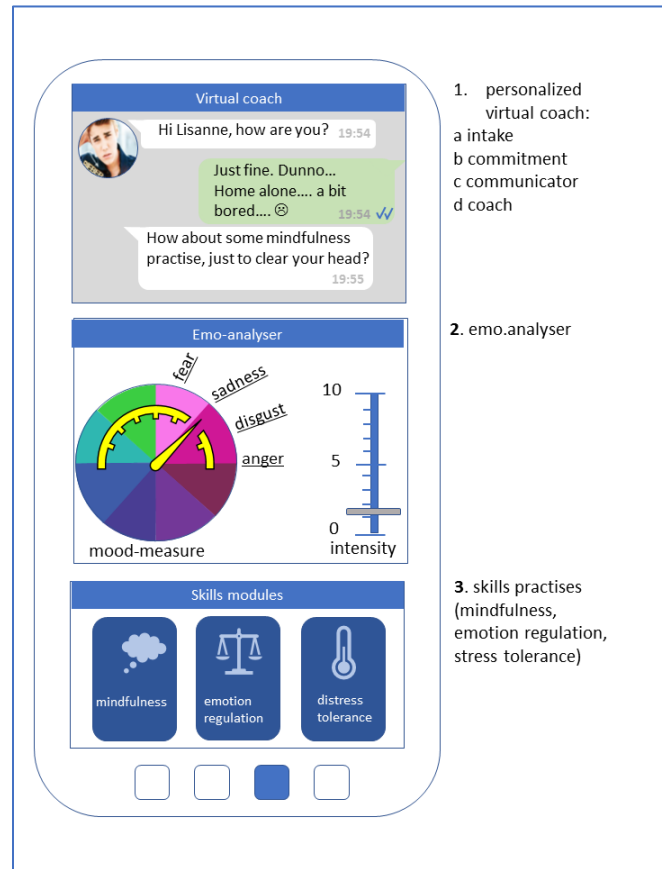 Virtual coach
Hi Lisanne, how are you? 19:54
Just fine. Dunno…
Home alone…. a bit
bored…. ☹
19:54
How about some mindfulness
practise, just to clear your head?
19:55
1. personalized
virtual coach:
a intake
b commitment
c communicator
d coach
Emo-analyser
fear
sadness
disgust
anger
mood-measure
10
5
0
intensity
2. emo.analyser
Skills modules
mindfulness
emotion
regulation
distress
tolerance
3. skills practises
(mindfulness,
emotion regulation,
stress tolerance)